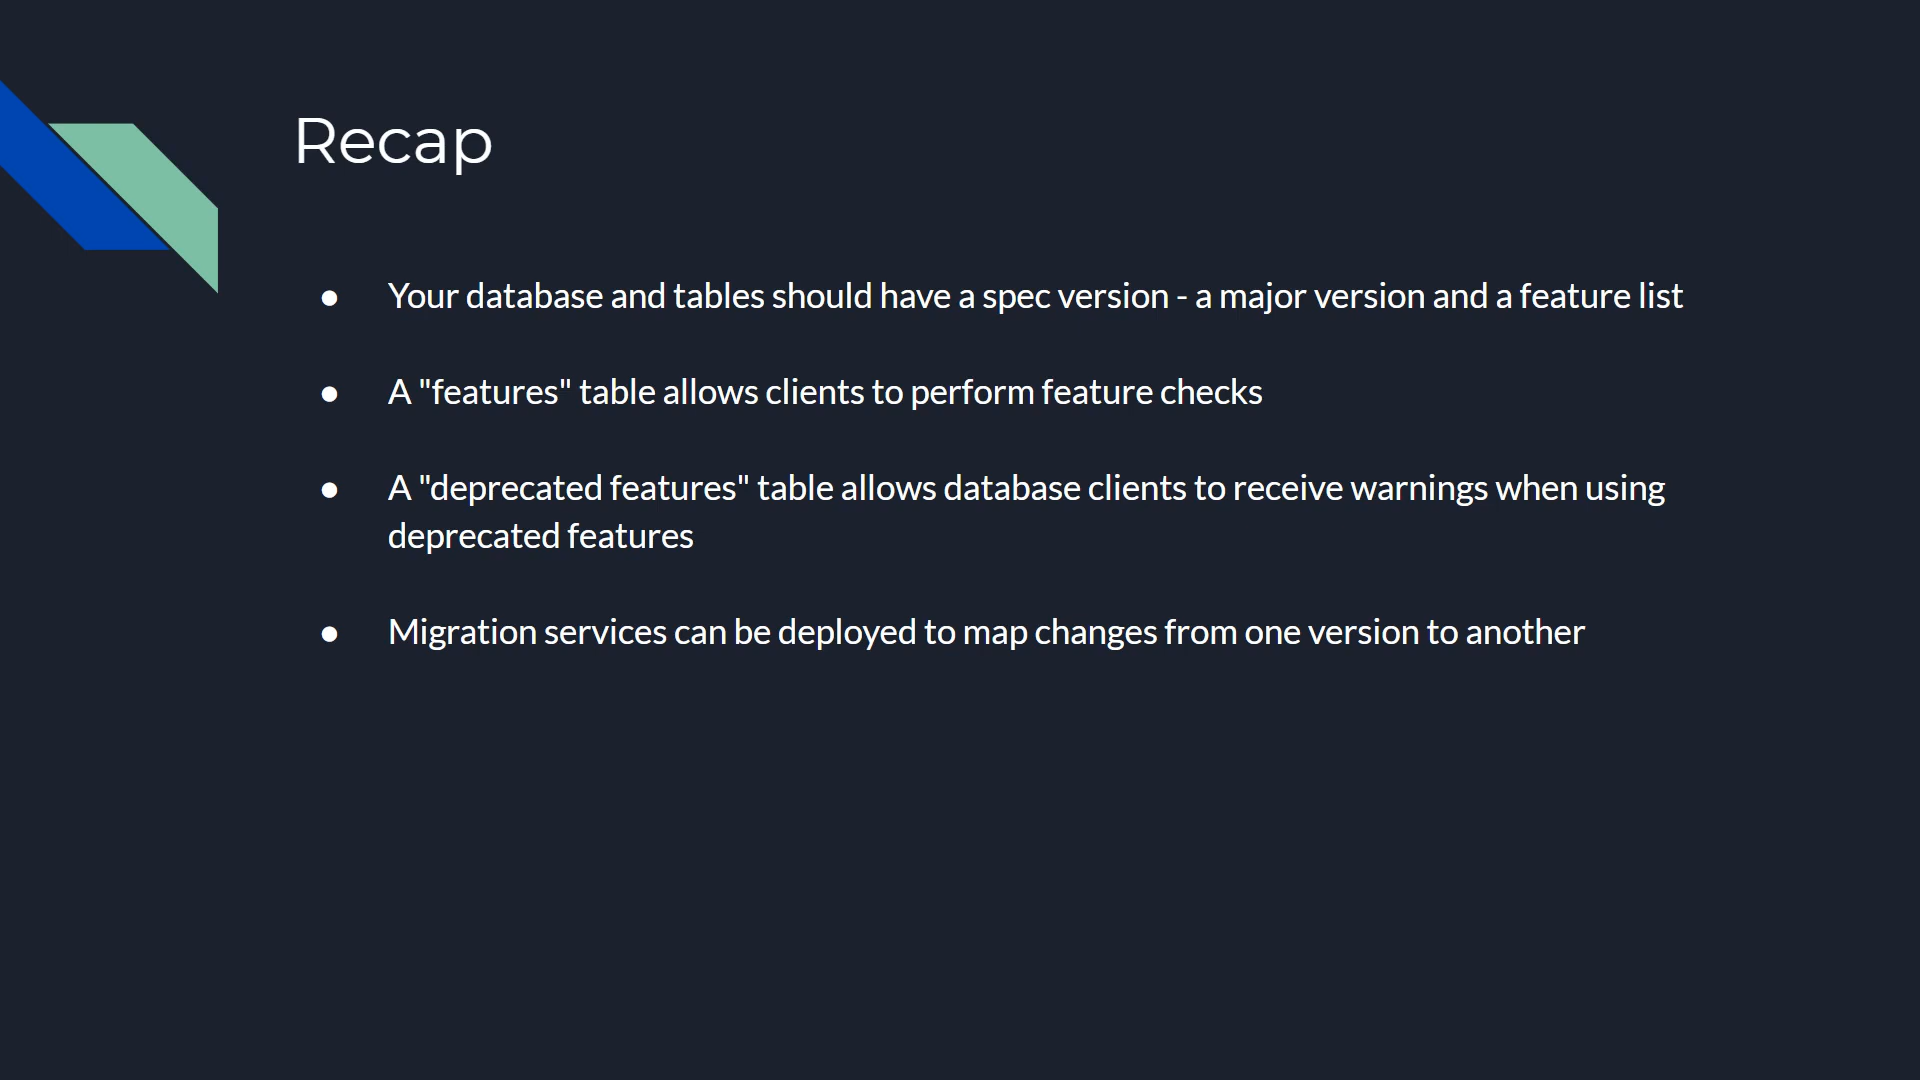 Recap
● Your database and tables should have a spec version - a major version and a feature list
● A "features" table allows clients to perform feature checks
● A "deprecated features" table allows database clients to receive warnings when using
deprecated features
● Migration services can be deployed to map changes from one version to another